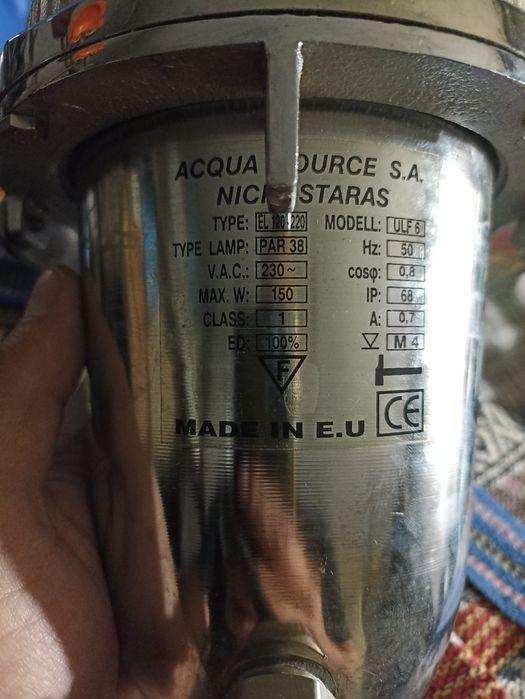 ACQUA OURCE S.A.
STARAS
TYPE: EL 120-220 MODELL: ULF 6
TYPE LAMP: PAR 38 Hz: 50
V.A.C.: 230~ cosφ: 0,8
MAX. W: 150 IP: 68
CLASS: 1 A: 0,7
ED: 100% M 4
F
MADE IN E.U CE